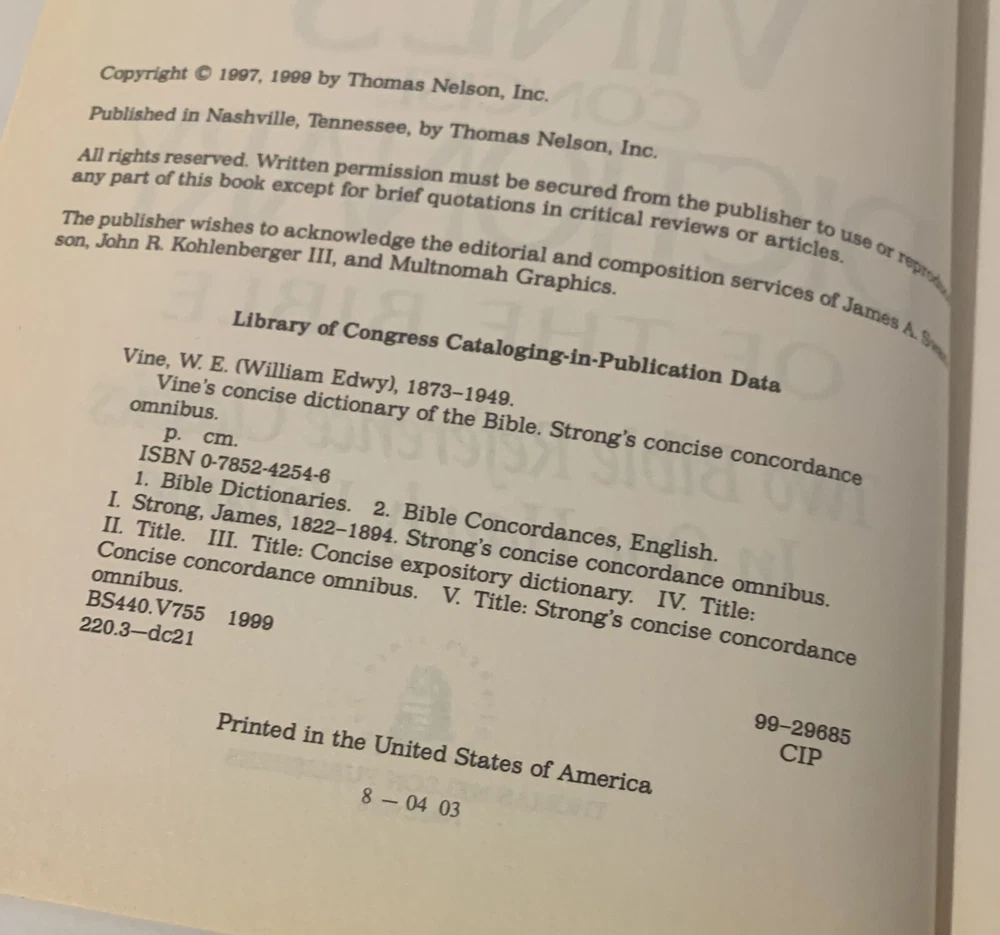 Copyright © 1997, 1999 by Thomas Nelson, Inc.
Published in Nashville, Tennessee, by Thomas Nelson, Inc.
All rights reserved. Written permission must be secured from the publisher to use or
any part of this book except for brief quotations in critical reviews or articles.
The publisher wishes to acknowledge the editorial and composition services of James A.
son, John R. Kohlenberger III, and Multnomah Graphics.
Library of Congress Cataloging-in-Publication Data
Vine, W. E. (William Edwy), 1873–1949.
Vine's concise dictionary of the Bible. Strong's concise concordance
omnibus.
p. cm.
ISBN 0-7852-4254-6
1. Bible Dictionaries. 2. Bible Concordances, English.
I. Strong, James, 1822–1894. Strong's concise concordance omnibus.
II. Title. III. Title: Concise expository dictionary. IV. Title:
Concise concordance omnibus. V. Title: Strong's concise concordance
omnibus.
BS440.V755 1999
220.3—dc21
99–29685
CIP
Printed in the United States of America
8 — 04 03